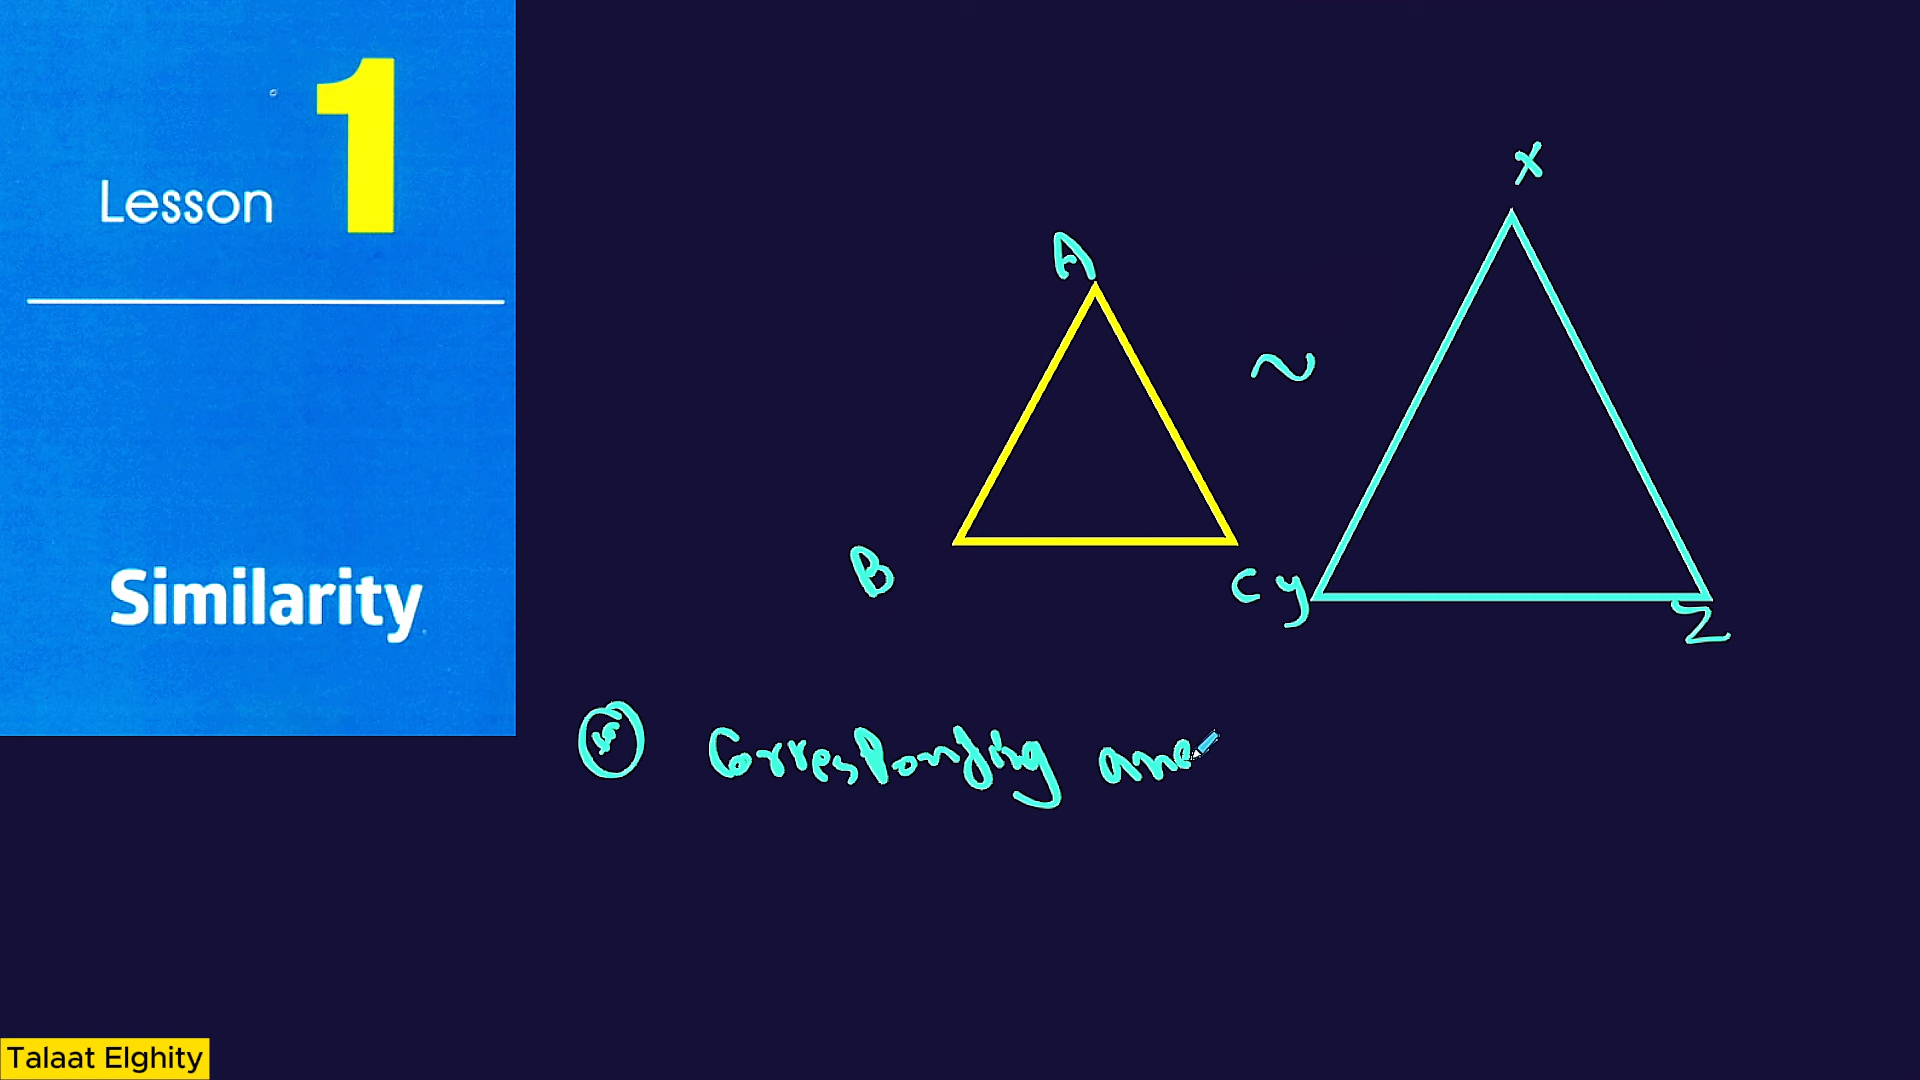 Lesson 1
Similarity
A
X
~
B
C
y
Z
Corresponding
Talaat Elghity